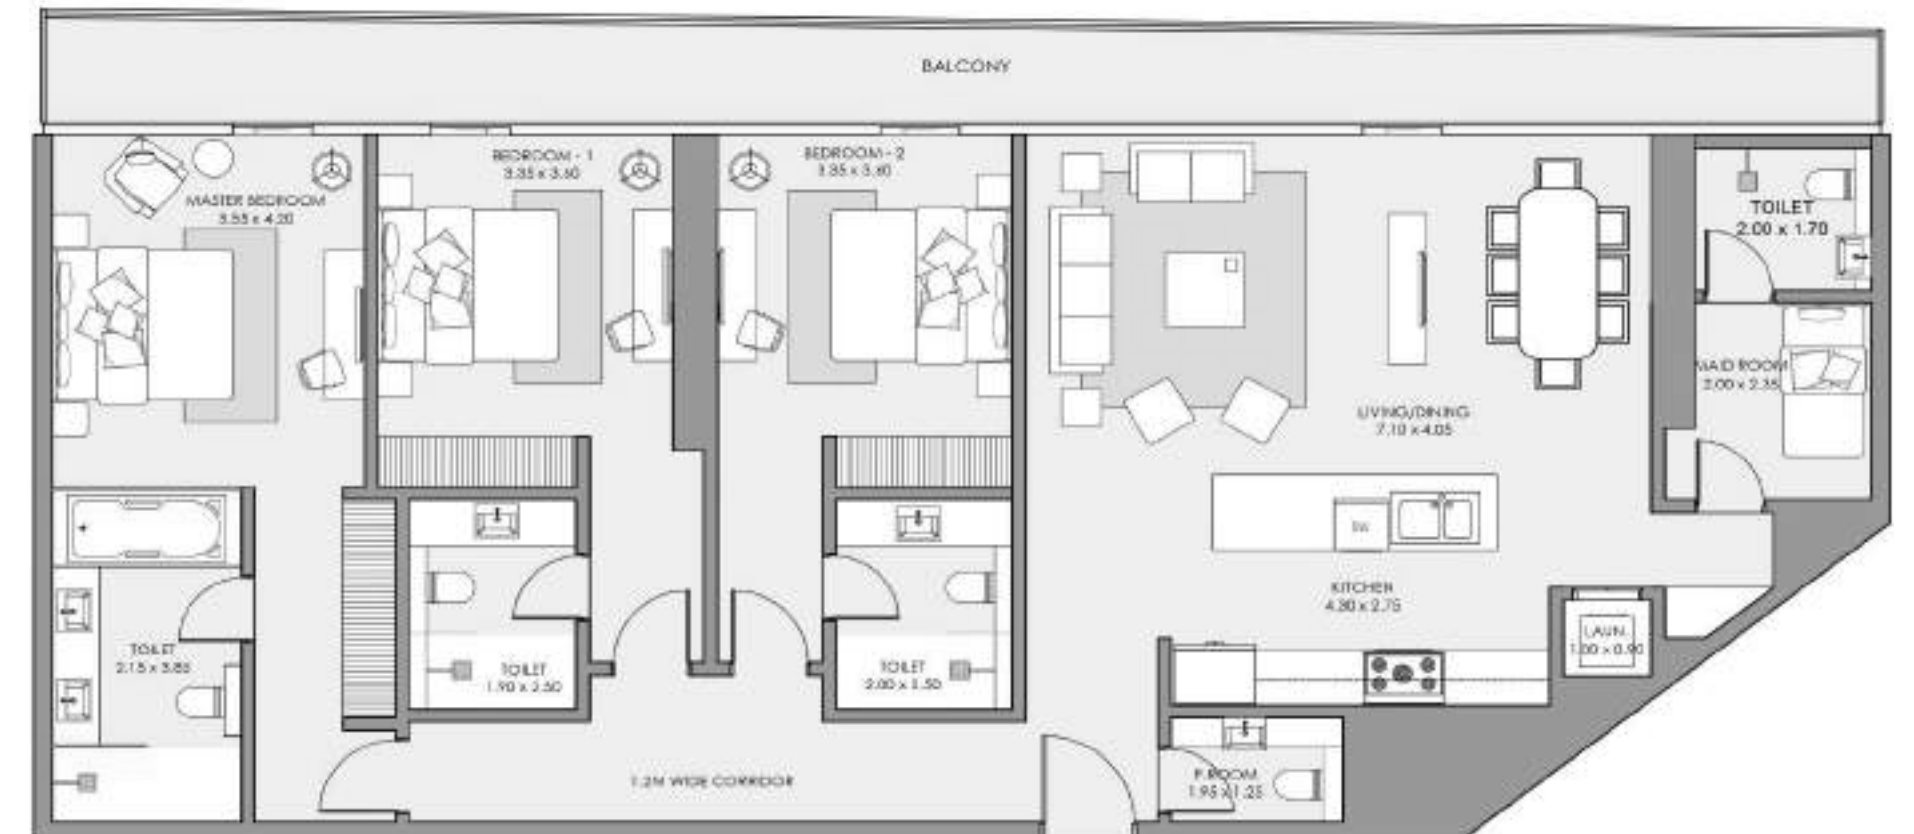 BALCONY
MASTER BEDROOM
3.55 x 4.20
BEDROOM - 1
3.35 x 3.60
BEDROOM - 2
3.35 x 3.60
TOILET
2.00 x 1.70
MAID ROOM
2.00 x 2.35
LIVING/DINING
7.10 x 4.05
KITCHEN
4.30 x 2.75
LAUN.
1.00 x 0.90
TOILET
2.15 x 3.85
TOILET
1.90 x 2.50
TOILET
2.00 x 2.50
P.ROOM
1.95 x 1.25
1.2M WIDE CORRIDOR